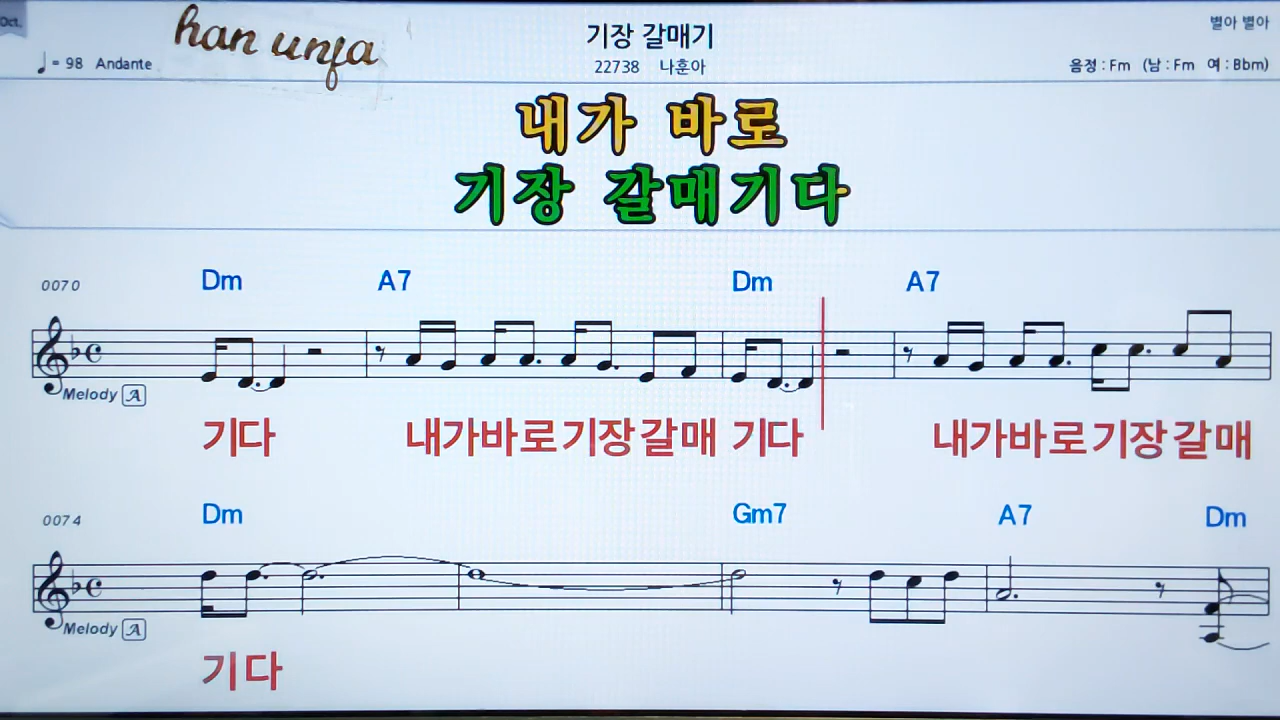 Oct.
han unja
기장 갈매기
별아 별아
♩ = 98 Andante
22738 나훈아
음정 : Fm (남 : Fm 여 : Bbm)
내가 바로
기장 갈매기다
0070 Dm A7 Dm A7
Melody A
기다 내가바로기장갈매 기다 내가바로기장갈매
0074 Dm Gm7 A7 Dm
Melody A
기다